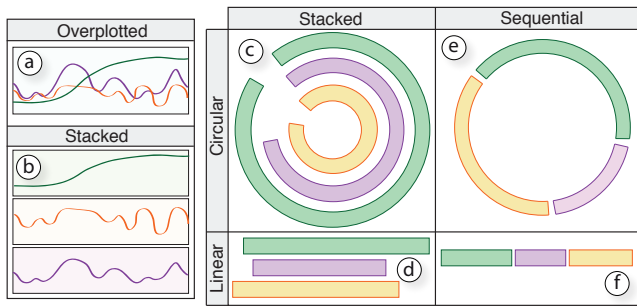 Overplotted
a
Stacked
b
Stacked
Sequential
Circular
c
e
Linear
d
f